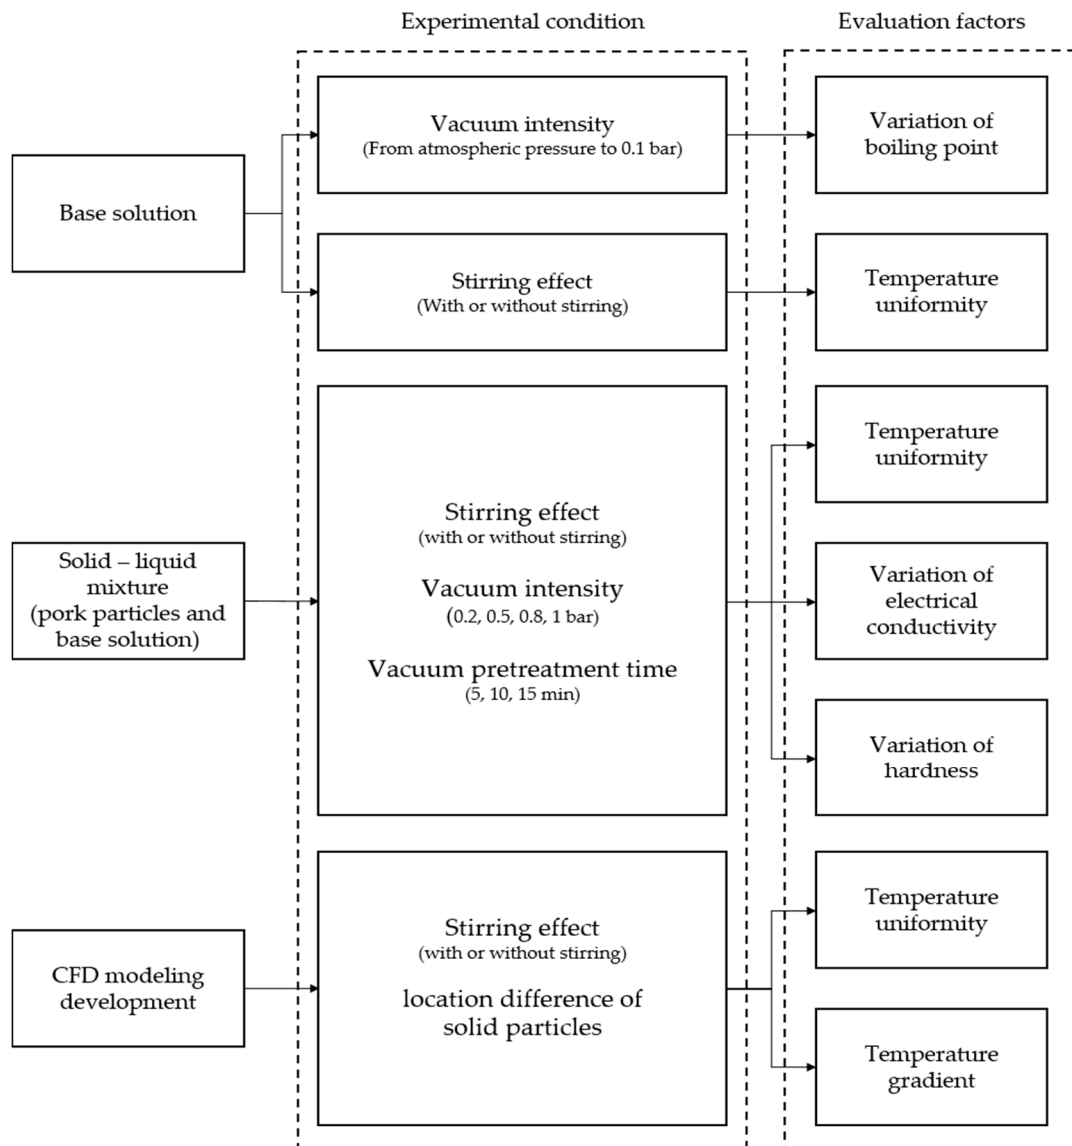 Experimental condition
Evaluation factors
Base solution
Vacuum intensity
(From atmospheric pressure to 0.1 bar)
Variation of
boiling point
Stirring effect
(With or without stirring)
Temperature
uniformity
Solid – liquid
mixture
(pork particles and
base solution)
Stirring effect
(with or without stirring)
Vacuum intensity
(0.2, 0.5, 0.8, 1 bar)
Vacuum pretreatment time
(5, 10, 15 min)
Temperature
uniformity
Variation of
electrical
conductivity
Variation of
hardness
CFD modeling
development
Stirring effect
(with or without stirring)
location difference of
solid particles
Temperature
uniformity
Temperature
gradient